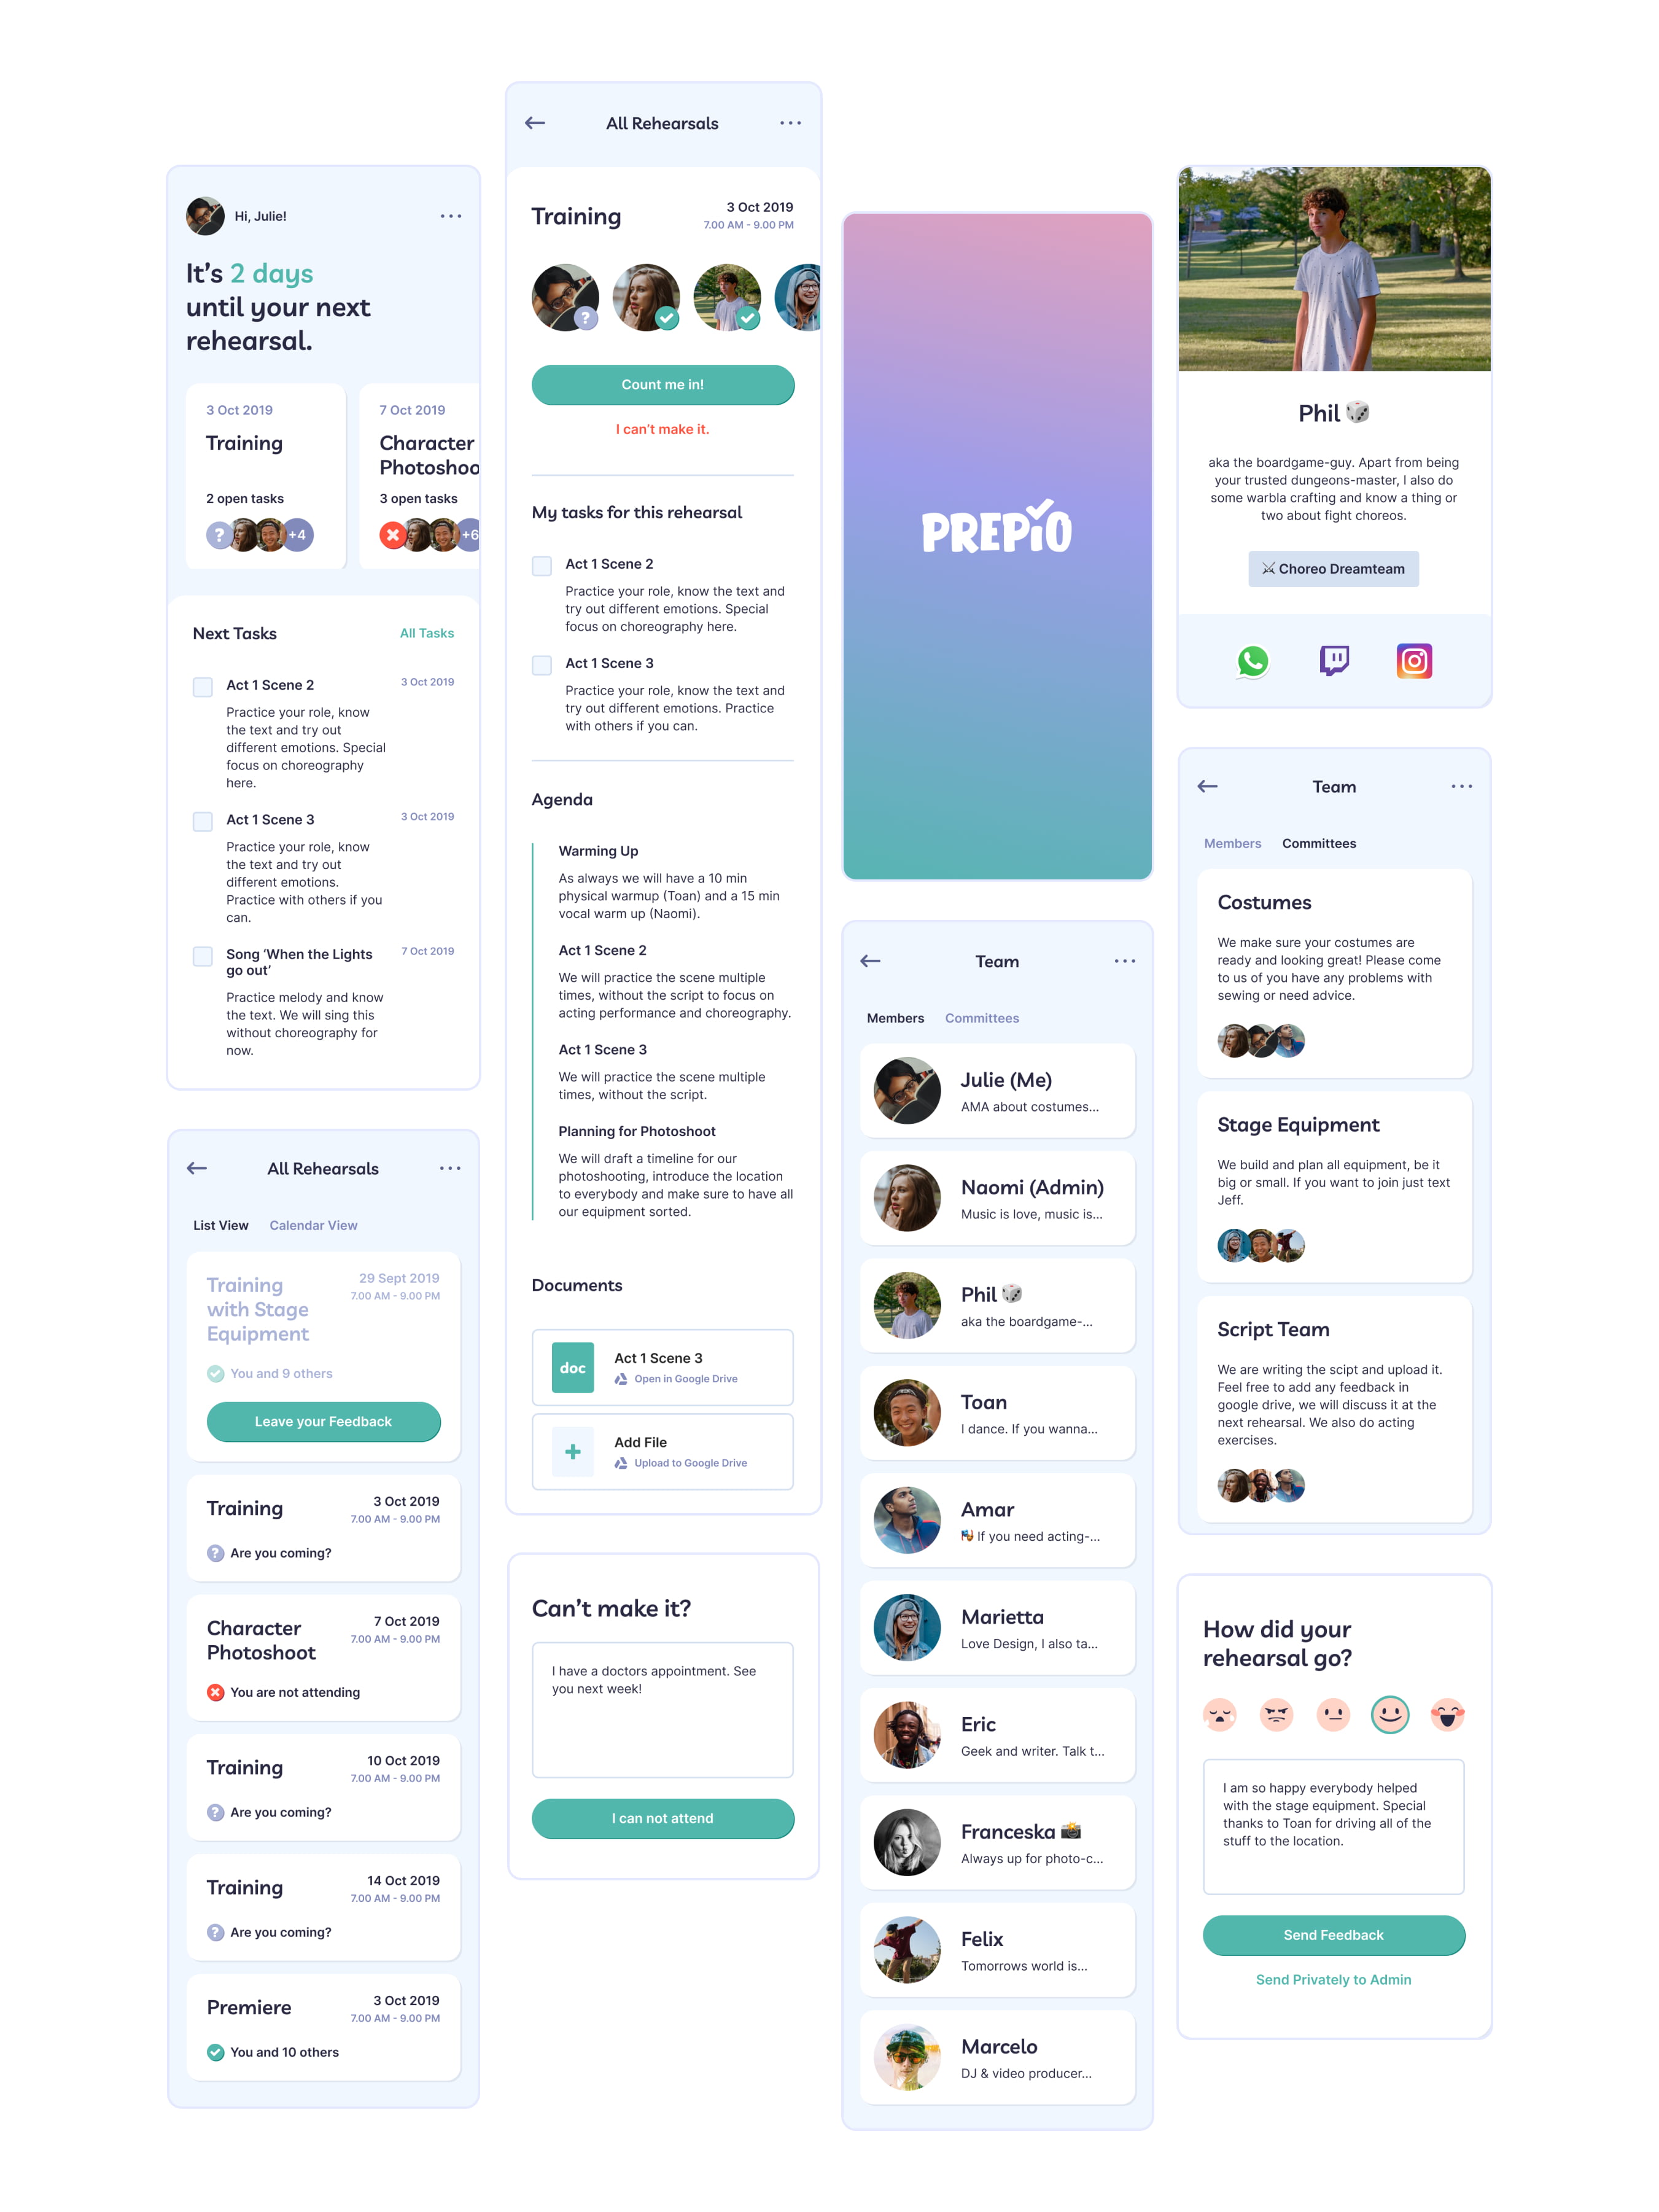 Hi, Julie!
It's 2 days
until your next
rehearsal.
3 Oct 2019
Training
2 open tasks
?
+4
7 Oct 2019
Character
Photoshoo
3 open tasks
+6
Next Tasks
All Tasks
Act 1 Scene 2
3 Oct 2019
Practice your role, know
the text and try out
different emotions. Special
focus on choreography
here.
Act 1 Scene 3
3 Oct 2019
Practice your role, know
the text and try out
different emotions.
Practice with others if you
can.
Song ‘When the Lights
go out’
7 Oct 2019
Practice melody and know
the text. We will sing this
without choreography for
now.
All Rehearsals
List View
Calendar View
Training
with Stage
Equipment
29 Sept 2019
7.00 AM - 9.00 PM
You and 9 others
Leave your Feedback
Training
3 Oct 2019
7.00 AM - 9.00 PM
? Are you coming?
Character
Photoshoot
7 Oct 2019
7.00 AM - 9.00 PM
You are not attending
Training
10 Oct 2019
7.00 AM - 9.00 PM
? Are you coming?
Training
14 Oct 2019
7.00 AM - 9.00 PM
? Are you coming?
Premiere
3 Oct 2019
7.00 AM - 9.00 PM
You and 10 others
All Rehearsals
Training
3 Oct 2019
7.00 AM - 9.00 PM
?
Count me in!
I can't make it.
My tasks for this rehearsal
Act 1 Scene 2
Practice your role, know the text and
try out different emotions. Special
focus on choreography here.
Act 1 Scene 3
Practice your role, know the text and
try out different emotions. Practice
with others if you can.
Agenda
Warming Up
As always we will have a 10 min
physical warmup (Toan) and a 15 min
vocal warm up (Naomi).
Act 1 Scene 2
We will practice the scene multiple
times, without the script to focus on
acting performance and choreography.
Act 1 Scene 3
We will practice the scene multiple
times, without the script.
Planning for Photoshoot
We will draft a timeline for our
photoshooting, introduce the location
to everybody and make sure to have all
our equipment sorted.
Documents
doc
Act 1 Scene 3
Open in Google Drive
Add File
Upload to Google Drive
Can't make it?
I have a doctors appointment. See
you next week!
I can not attend
PREPiO
Team
Members
Committees
Julie (Me)
AMA about costumes...
Naomi (Admin)
Music is love, music is...
Phil
aka the boardgame-...
Toan
I dance. If you wanna...
Amar
If you need acting-...
Marietta
Love Design, I also ta...
Eric
Geek and writer. Talk t...
Franceska
Always up for photo-c...
Felix
Tomorrows world is...
Marcelo
DJ & video producer...
Phil
aka the boardgame-guy. Apart from being
your trusted dungeons-master, I also do
some warbla crafting and know a thing or
two about fight choreos.
Choreo Dreamteam
Team
Members
Committees
Costumes
We make sure your costumes are
ready and looking great! Please come
to us of you have any problems with
sewing or need advice.
Stage Equipment
We build and plan all equipment, be it
big or small. If you want to join just text
Jeff.
Script Team
We are writing the scipt and upload it.
Feel free to add any feedback in
google drive, we will discuss it at the
next rehearsal. We also do acting
exercises.
How did your
rehearsal go?
I am so happy everybody helped
with the stage equipment. Special
thanks to Toan for driving all of the
stuff to the location.
Send Feedback
Send Privately to Admin